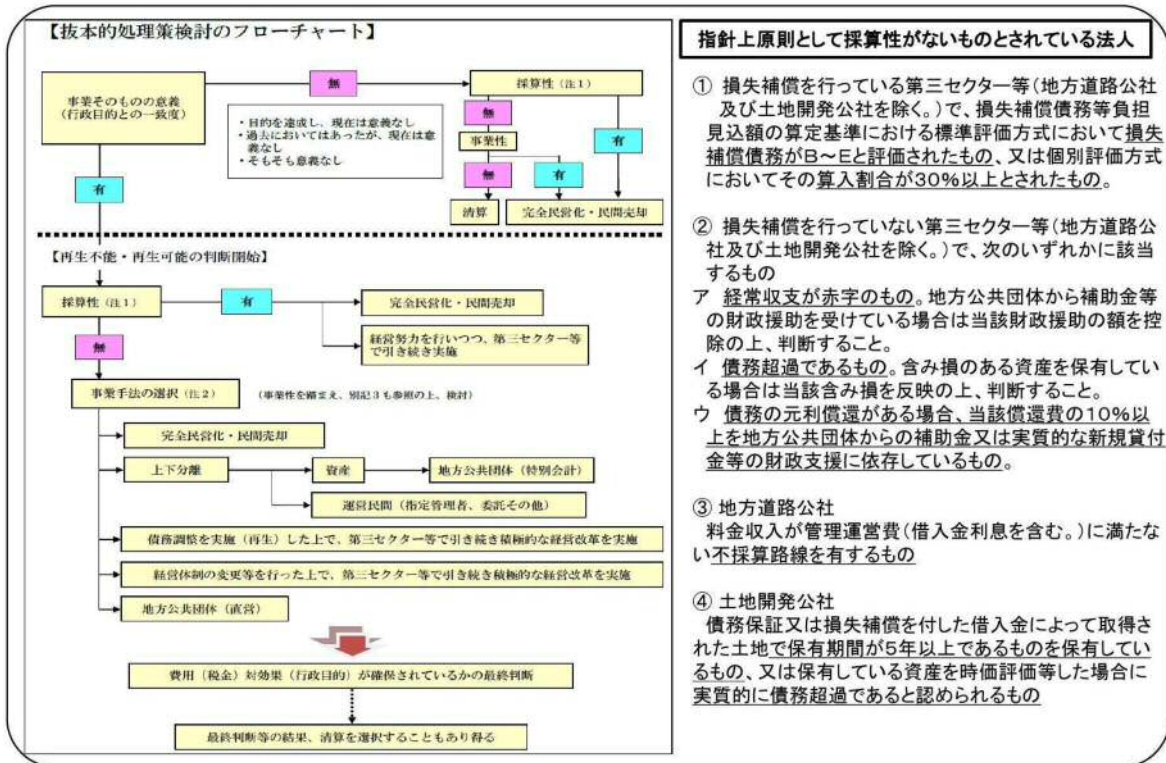 【抜本的処理策検討のフローチャート】
事業そのものの意義
(行政目的との一致度)
無
・目的を達成し、現在は意義なし
・過去においてはあったが、現在は意
義なし
・そもそも意義なし
採算性(注1)
無
事業性
有
無
有
清算
完全民営化・民間売却
有
【再生不能・再生可能の判断開始】
採算性(注1)
有
完全民営化・民間売却
経営努力を行いつつ、第三セクター等
で引き続き実施
無
事業手法の選択(注2)
(事業性を踏まえ、別記3も参照の上、検討)
完全民営化・民間売却
上下分離
資産
地方公共団体(特別会計)
運営民間(指定管理者、委託その他)
債務調整を実施(再生)した上で、第三セクター等で引き続き積極的な経営改革を実施
経営体制の変更等を行った上で、第三セクター等で引き続き積極的な経営改革を実施
地方公共団体(直営)
費用(税金)対効果(行政目的)が確保されているかの最終判断
最終判断等の結果、清算を選択することもあり得る
指針上原則として採算性がないものとされている法人
① 損失補償を行っている第三セクター等(地方道路公社
及び土地開発公社を除く。)で、損失補償債務等負担
見込額の算定基準における標準評価方式において損失
補償債務がB~Eと評価されたもの、又は個別評価方式
においてその算入割合が30%以上とされたもの。
② 損失補償を行っていない第三セクター等(地方道路公
社及び土地開発公社を除く。)で、次のいずれかに該当
するもの
ア 経常収支が赤字のもの。地方公共団体から補助金等
の財政援助を受けている場合は当該財政援助の額を控
除の上、判断すること。
イ 債務超過であるもの。含み損のある資産を保有してい
る場合は当該含み損を反映の上、判断すること。
ウ 債務の元利償還がある場合、当該償還費の10%以
上を地方公共団体からの補助金又は実質的な新規貸付
金等の財政支援に依存しているもの。
③ 地方道路公社
料金収入が管理運営費(借入金利息を含む。)に満たな
い不採算路線を有するもの
④ 土地開発公社
債務保証又は損失補償を付した借入金によって取得さ
れた土地で保有期間が5年以上であるものを保有してい
るもの、又は保有している資産を時価評価等した場合に
実質的に債務超過であると認められるもの